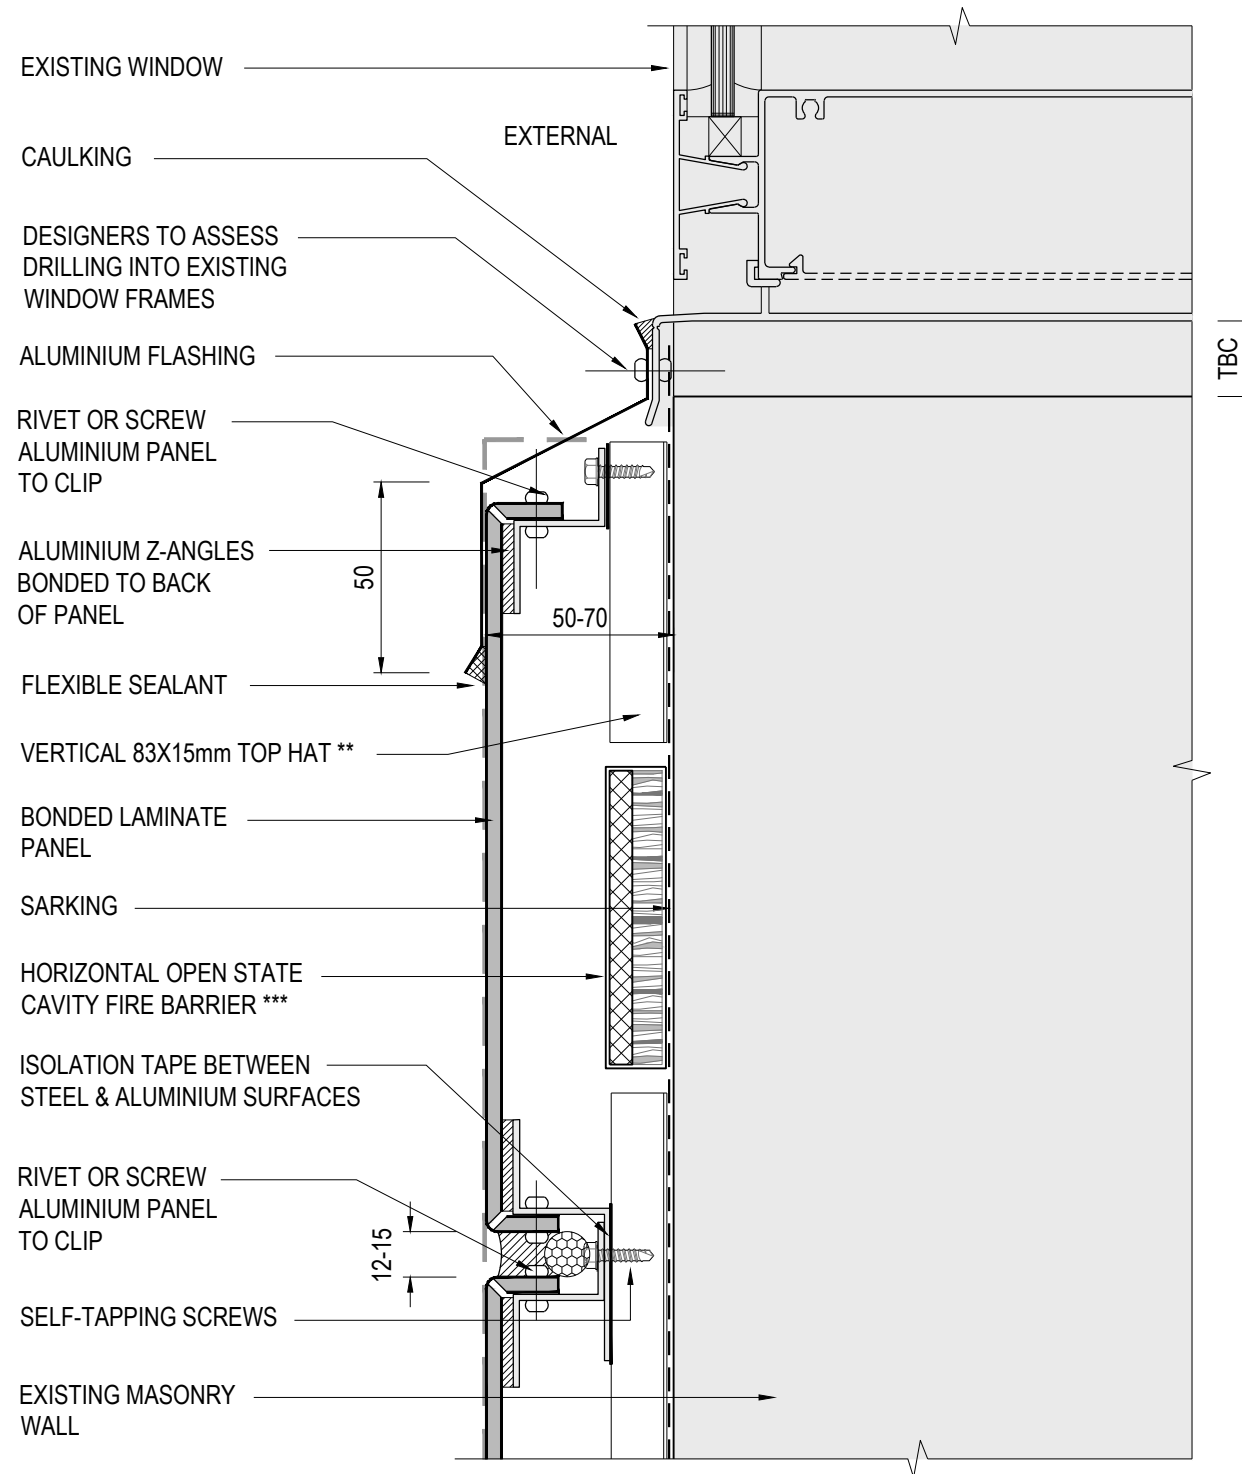 EXISTING WINDOW
EXTERNAL
CAULKING
DESIGNERS TO ASSESS
DRILLING INTO EXISTING
WINDOW FRAMES
ALUMINIUM FLASHING
TBC
RIVET OR SCREW
ALUMINIUM PANEL
TO CLIP
ALUMINIUM Z-ANGLES
BONDED TO BACK
OF PANEL
50
50-70
FLEXIBLE SEALANT
VERTICAL 83X15mm TOP HAT **
BONDED LAMINATE
PANEL
SARKING
HORIZONTAL OPEN STATE
CAVITY FIRE BARRIER ***
ISOLATION TAPE BETWEEN
STEEL & ALUMINIUM SURFACES
RIVET OR SCREW
ALUMINIUM PANEL
TO CLIP
12-15
SELF-TAPPING SCREWS
EXISTING MASONRY
WALL